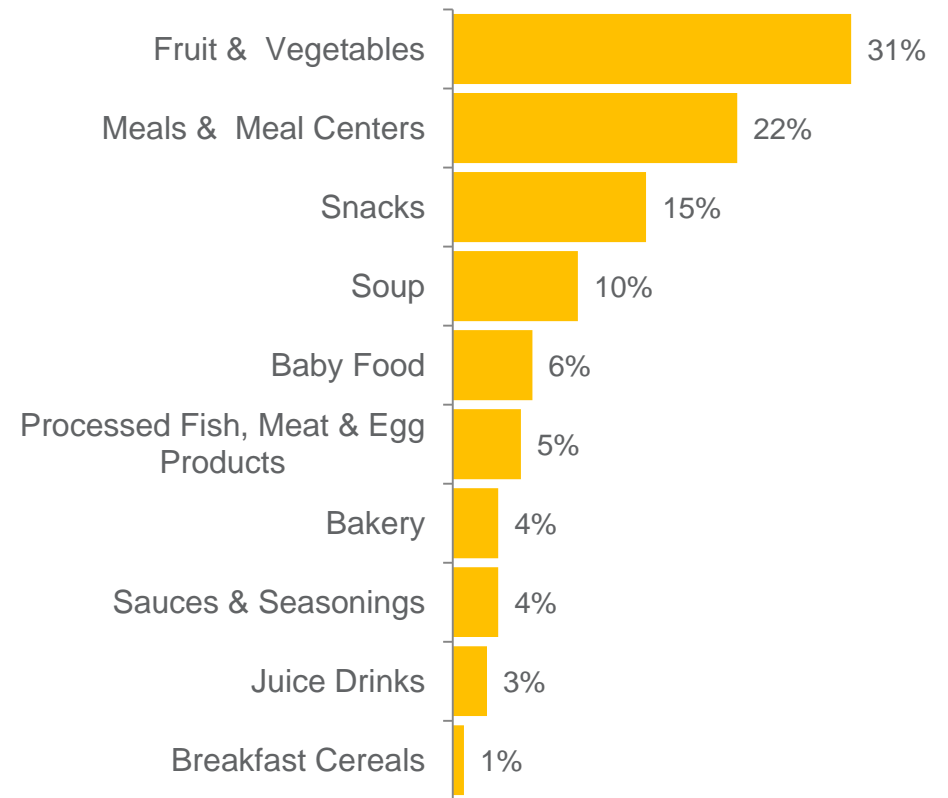 Fruit & Vegetables 31%
Meals & Meal Centers 22%
Snacks 15%
Soup 10%
Baby Food 6%
Processed Fish, Meat & Egg
Products 5%
Bakery 4%
Sauces & Seasonings 4%
Juice Drinks 3%
Breakfast Cereals 1%